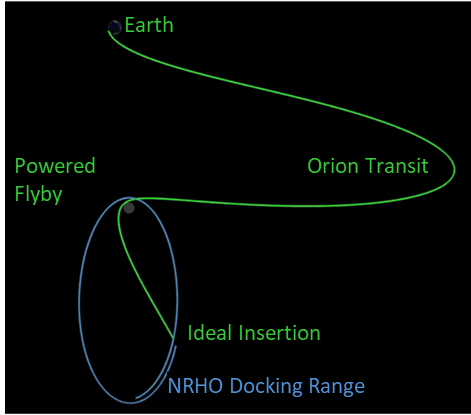 Earth
Powered
Flyby
Orion Transit
Ideal Insertion
NRHO Docking Range